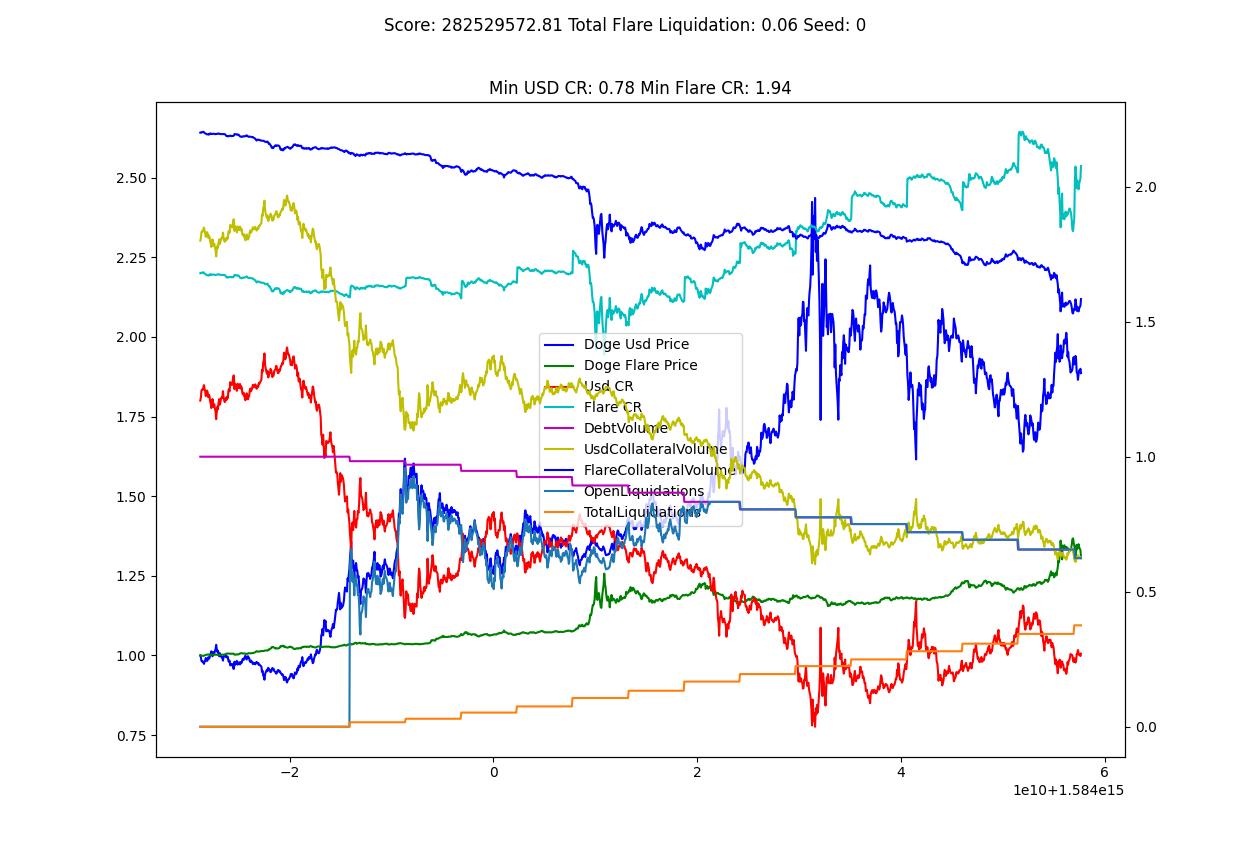 Score: 282529572.81 Total Flare Liquidation: 0.06 Seed: 0
Min USD CR: 0.78 Min Flare CR: 1.94
2.50
2.25
2.00
1.75
1.50
1.25
1.00
0.75
Doge Usd Price
Doge Flare Price
Usd CR
Flare CR
DebtVolume
UsdCollateralVolume
FlareCollateralVolume
OpenLiquidations
TotalLiquidations
2.0
1.5
1.0
0.5
0.0
−2 0 2 4 6
1e10+1.584e15